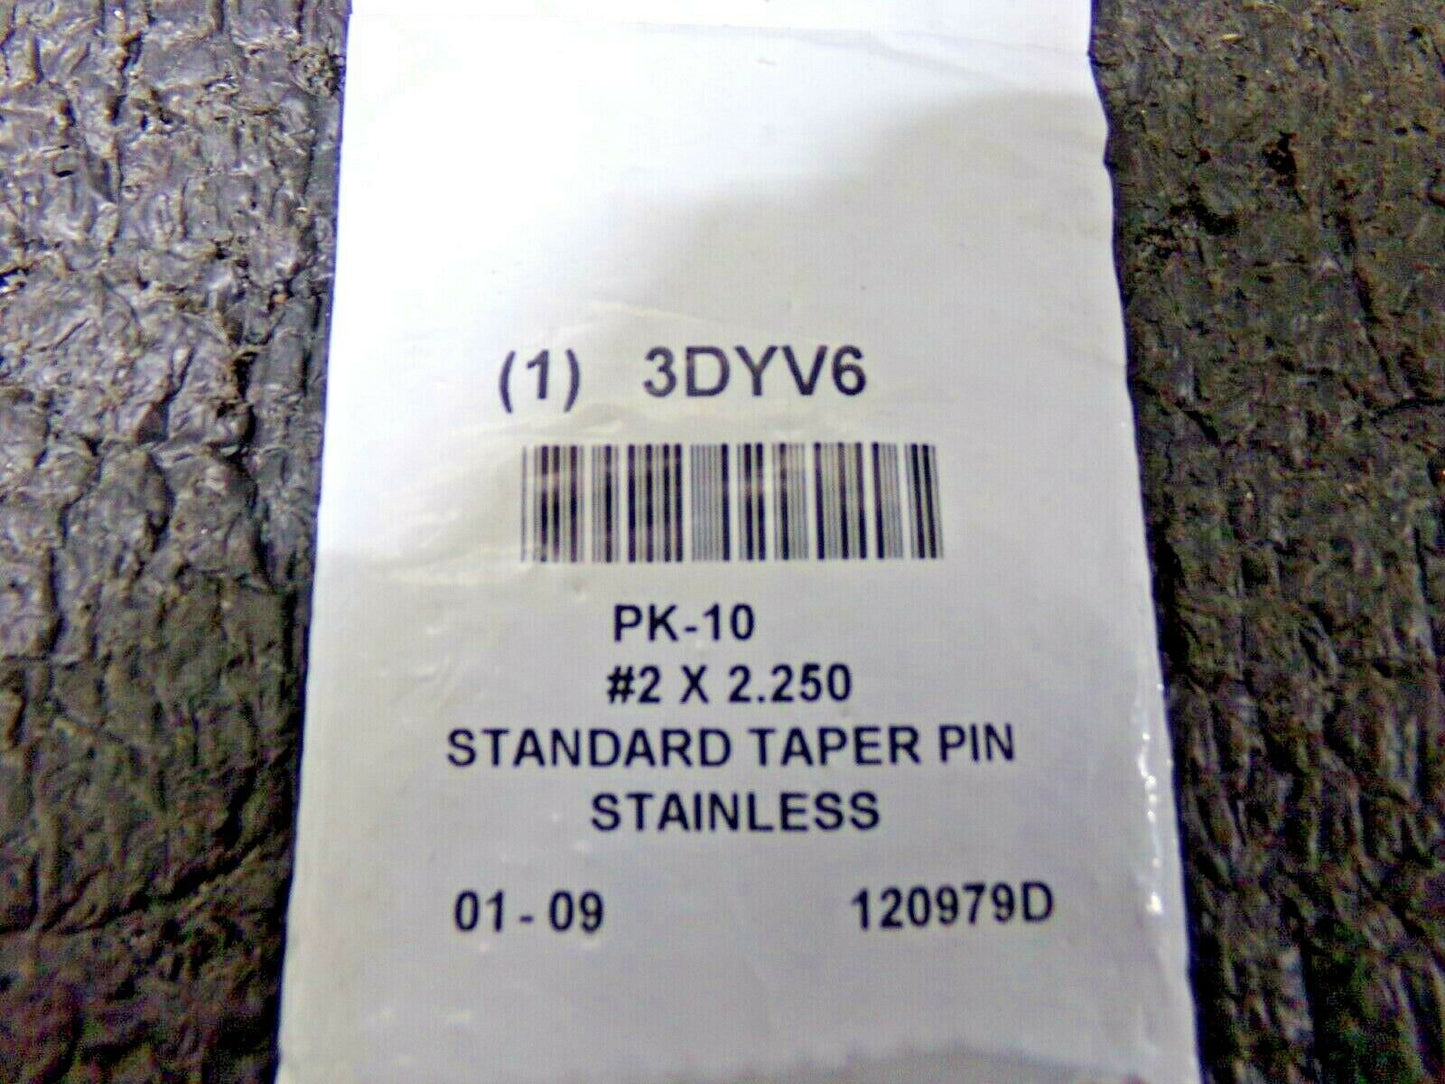 (1) 3DYV6
PK-10
#2 X 2.250
STANDARD TAPER PIN
STAINLESS
01-09 120979D